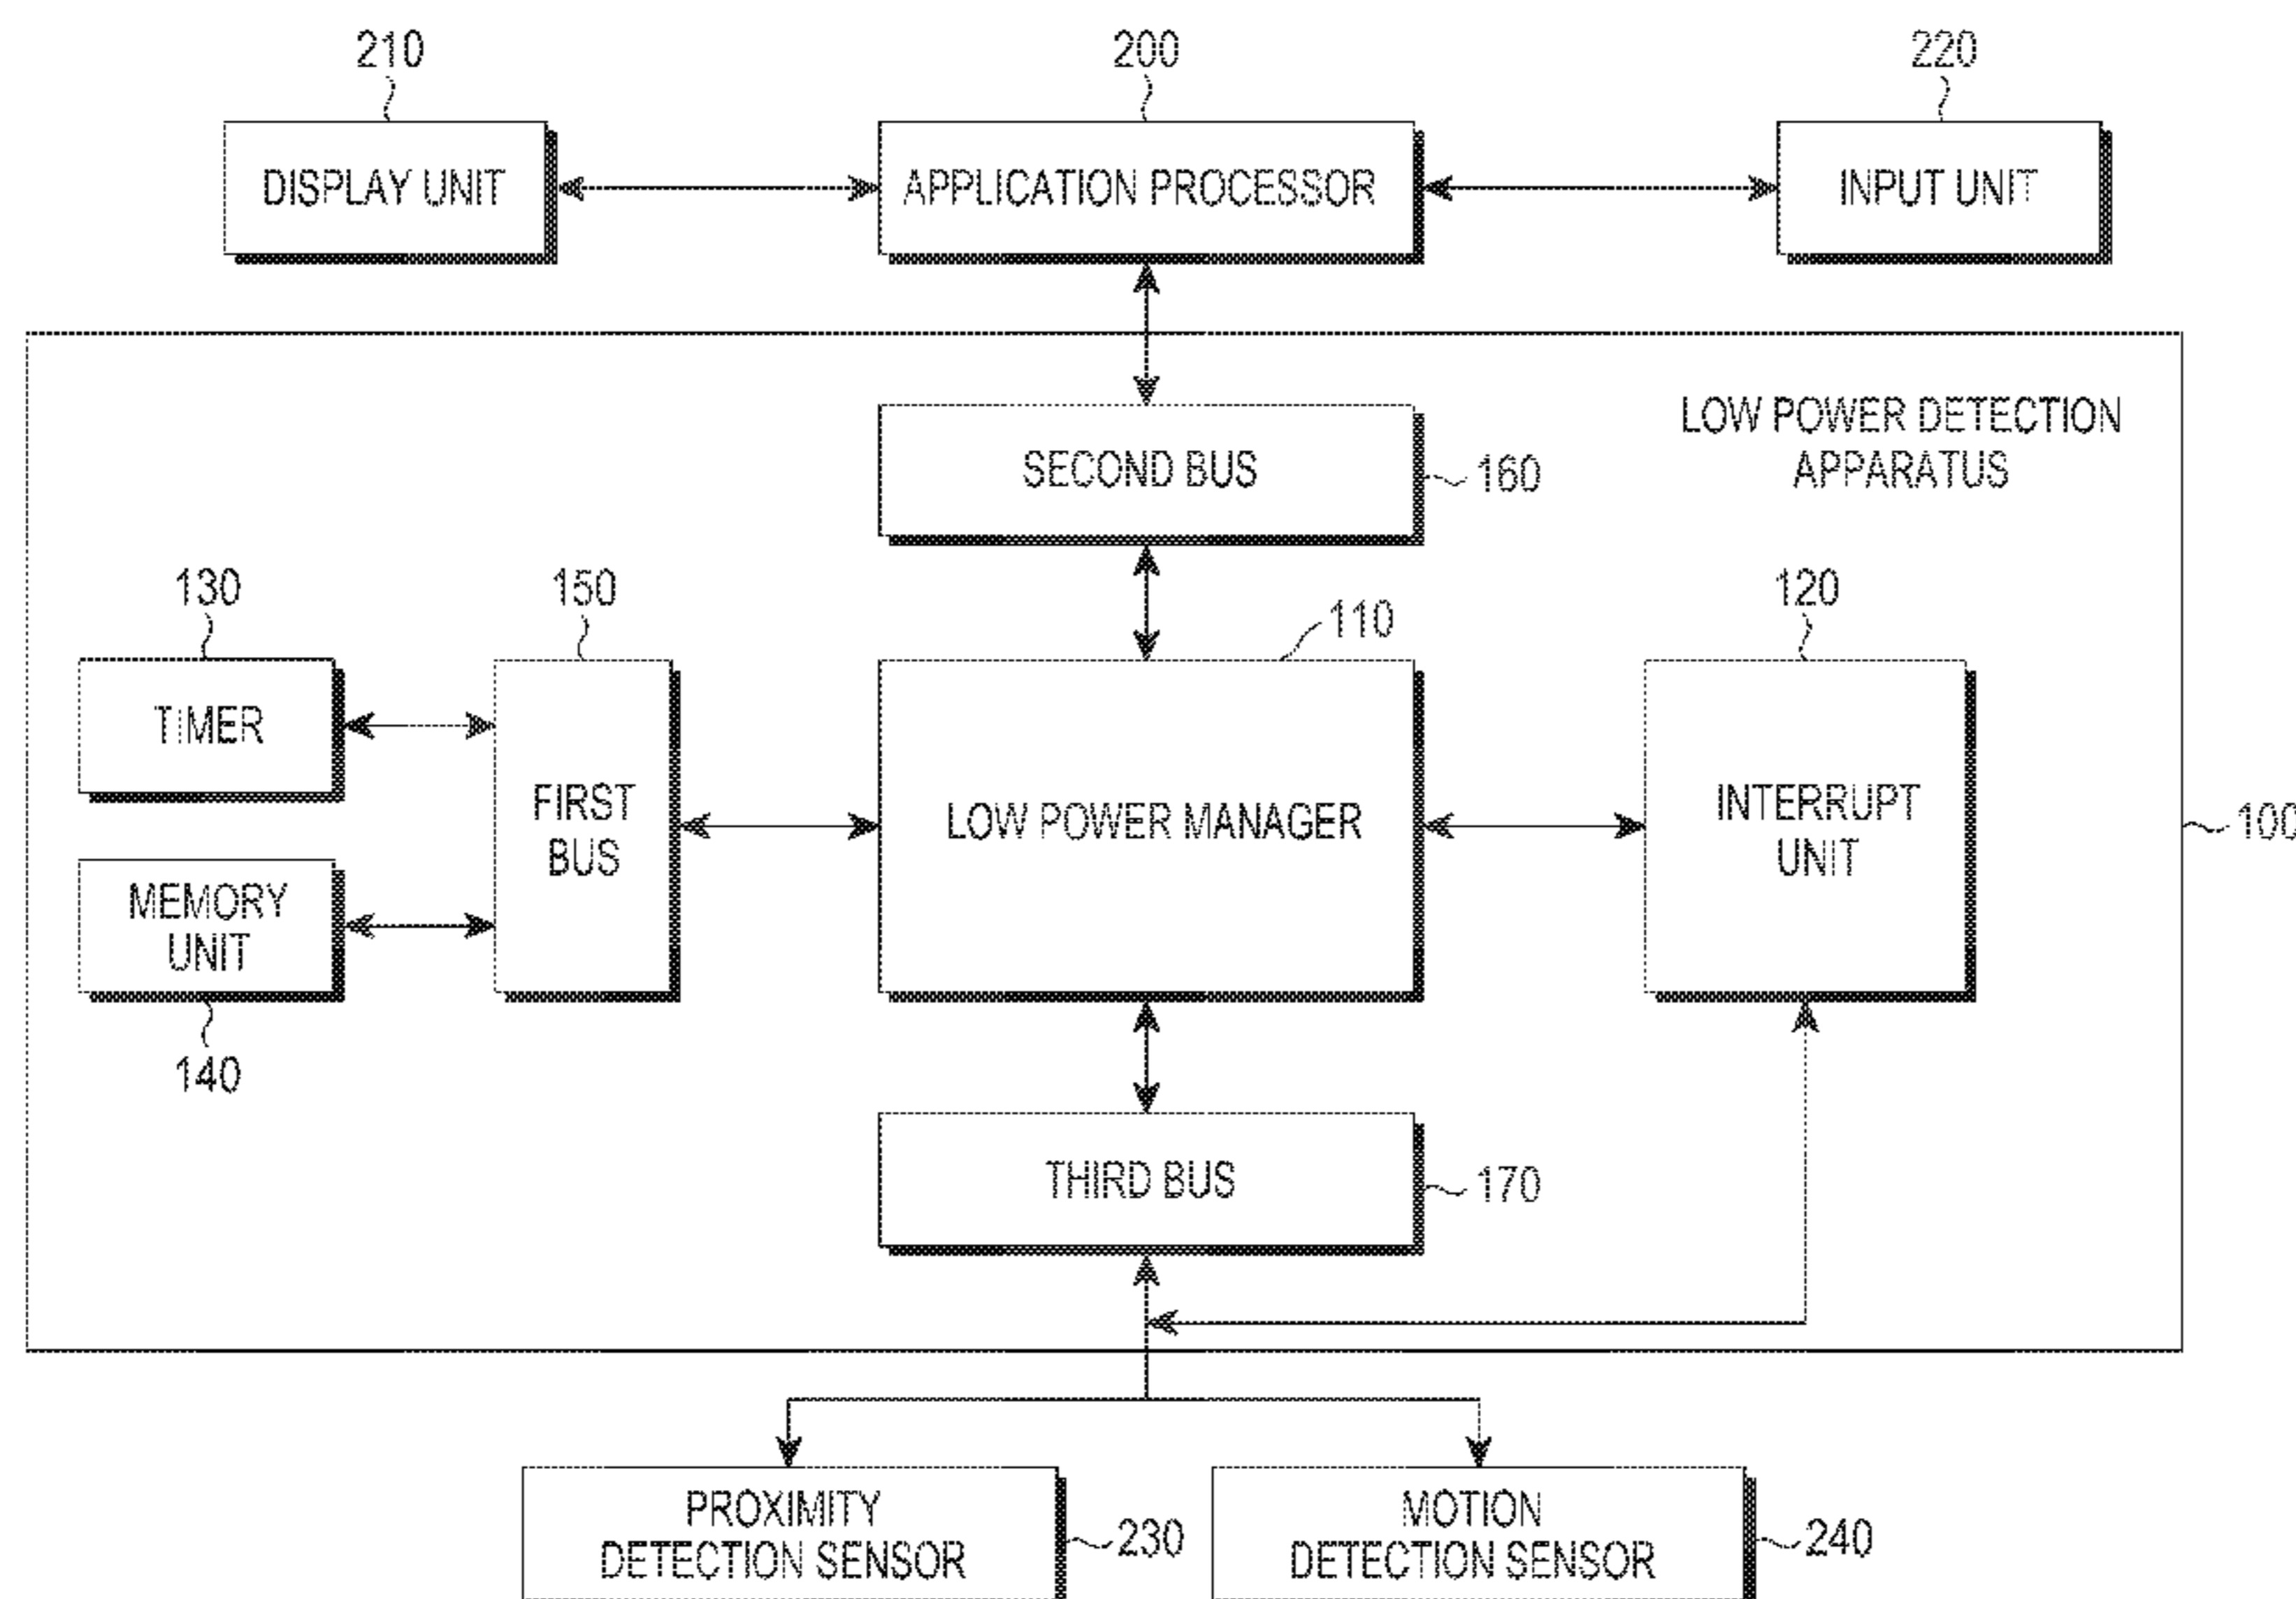 210
200
220
DISPLAY UNIT
APPLICATION PROCESSOR
INPUT UNIT
LOW POWER DETECTION
APPARATUS
SECOND BUS
160
130
150
110
120
TIMER
FIRST
BUS
LOW POWER MANAGER
INTERRUPT
UNIT
100
MEMORY
UNIT
140
THIRD BUS
170
PROXIMITY
DETECTION SENSOR
230
MOTION
DETECTION SENSOR
240